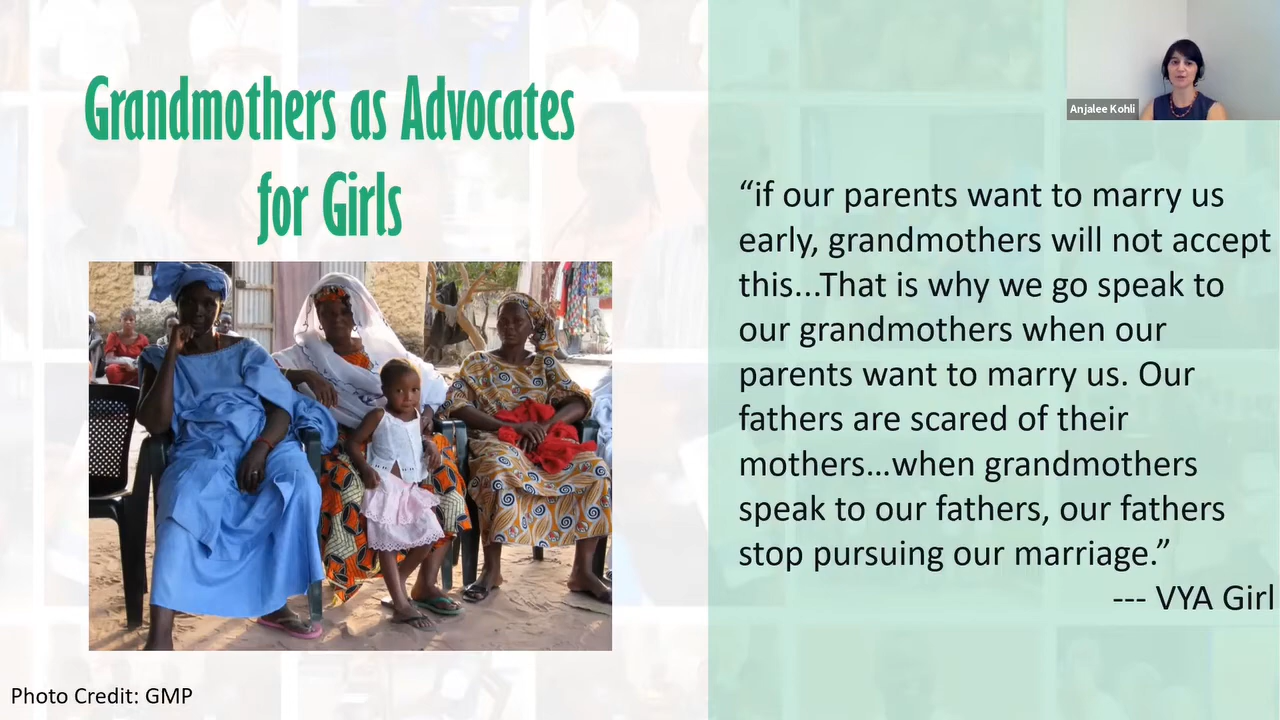 Grandmothers as Advocates
for Girls
Anjalee Kohli
“if our parents want to marry us
early, grandmothers will not accept
this...That is why we go speak to
our grandmothers when our
parents want to marry us. Our
fathers are scared of their
mothers...when grandmothers
speak to our fathers, our fathers
stop pursuing our marriage.”
--- VYA Girl
Photo Credit: GMP